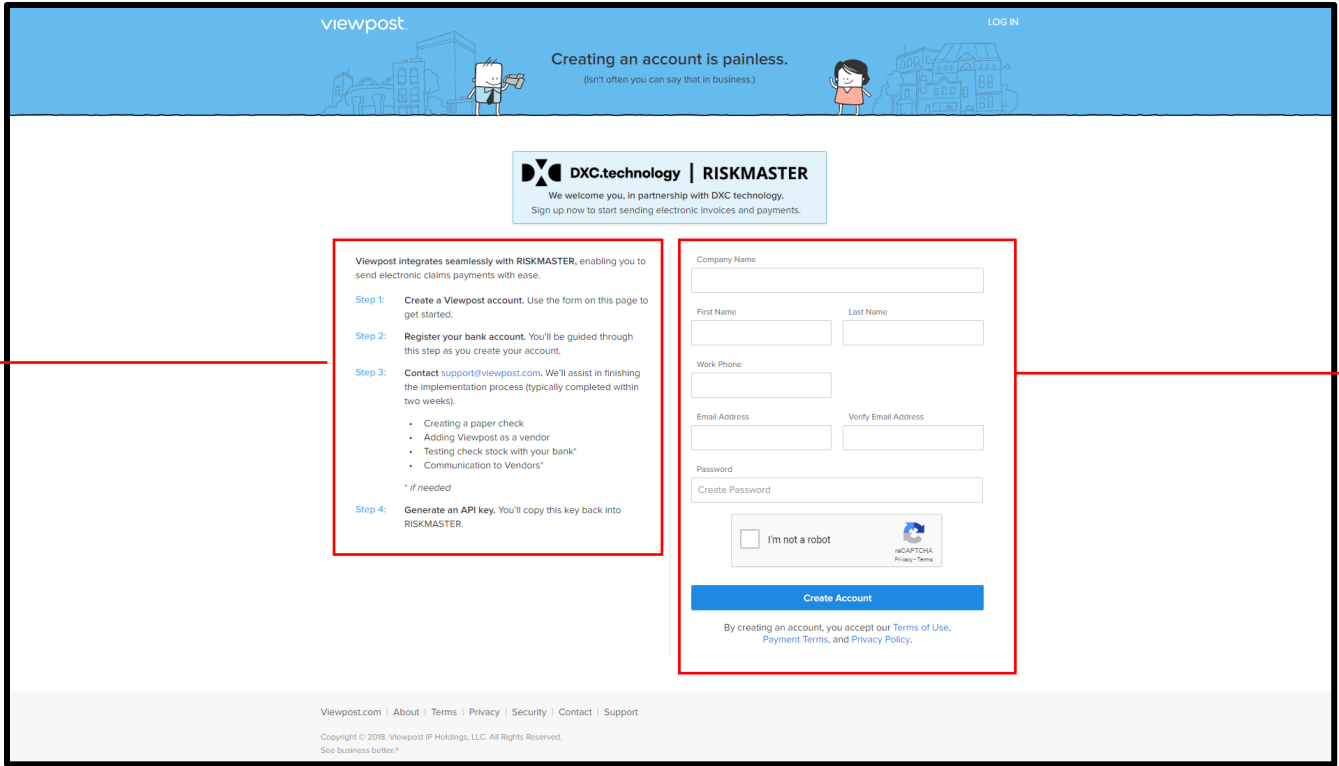 viewpost.
LOG IN
Creating an account is painless.
(Isn't often you can say that in business.)
DXC.technology | RISKMASTER
We welcome you, in partnership with DXC technology.
Sign up now to start sending electronic invoices and payments.
Viewpost integrates seamlessly with RISKMASTER, enabling you to
send electronic claims payments with ease.
Step 1: Create a Viewpost account. Use the form on this page to
get started.
Step 2: Register your bank account. You'll be guided through
this step as you create your account.
Step 3: Contact support@viewpost.com. We'll assist in finishing
the implementation process (typically completed within
two weeks).
• Creating a paper check
• Adding Viewpost as a vendor
• Testing check stock with your bank*
• Communication to Vendors*
* if needed
Step 4: Generate an API key. You'll copy this key back into
RISKMASTER.
Company Name
First Name Last Name
Work Phone
Email Address Verify Email Address
Password
Create Password
I'm not a robot
reCAPTCHA
Privacy - Terms
Create Account
By creating an account, you accept our Terms of Use,
Payment Terms, and Privacy Policy.
Viewpost.com | About | Terms | Privacy | Security | Contact | Support
Copyright © 2018. Viewpost IP Holdings, LLC. All Rights Reserved.
See business better.®